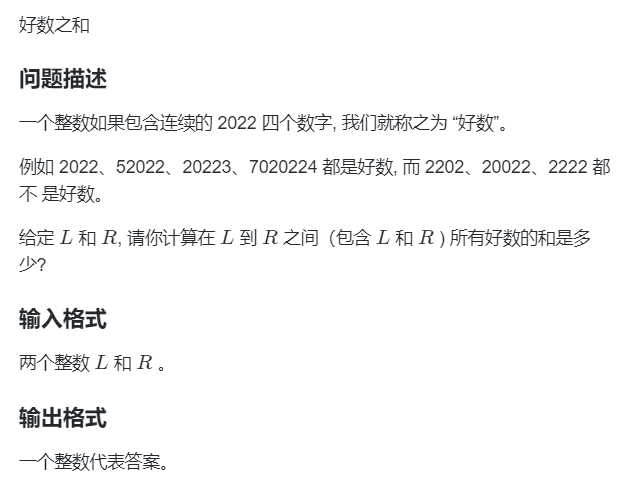 好数之和
问题描述
一个整数如果包含连续的 2022 四个数字, 我们就称之为 “好数”。
例如 2022、52022、20223、7020224 都是好数, 而 2202、20022、2222 都
不 是好数。
给定 L 和 R, 请你计算在 L 到 R 之间（包含 L 和 R ) 所有好数的和是多
少?
输入格式
两个整数 L 和 R 。
输出格式
一个整数代表答案。